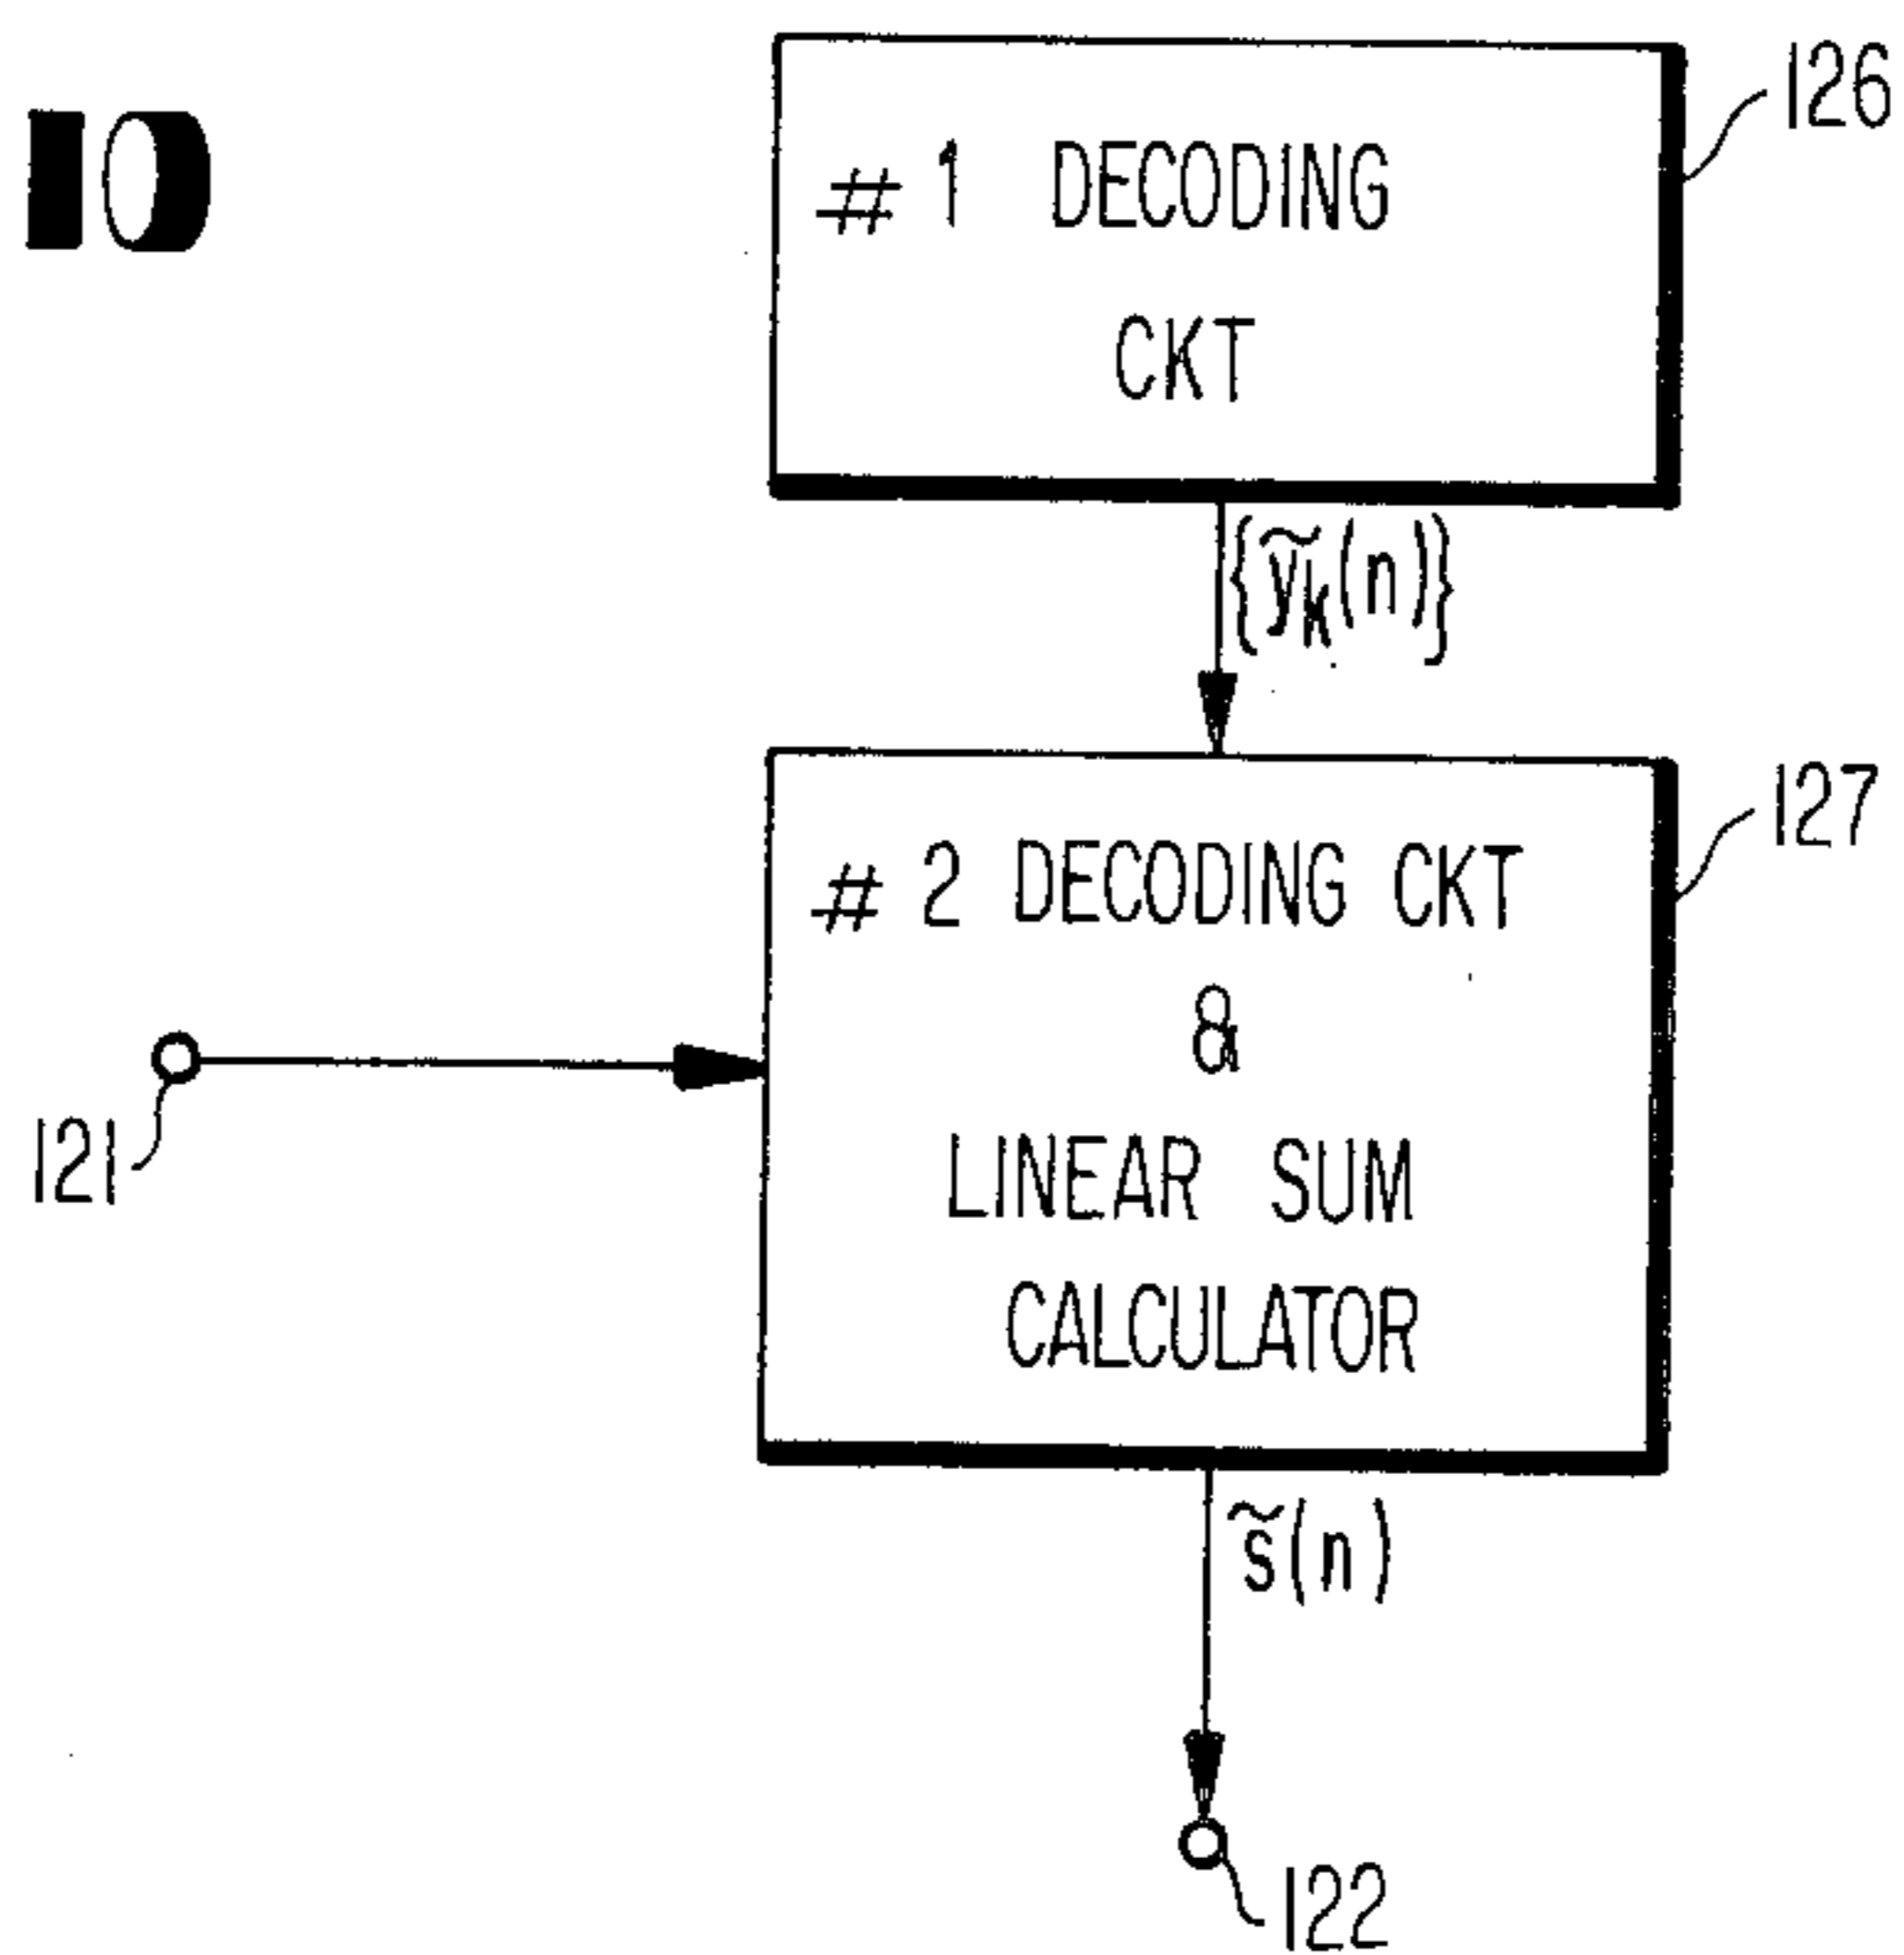 10
# 1 DECODING
CKT
126
{ỹk(n)}
# 2 DECODING CKT
&
LINEAR SUM
CALCULATOR
127
121
s̃(n)
122